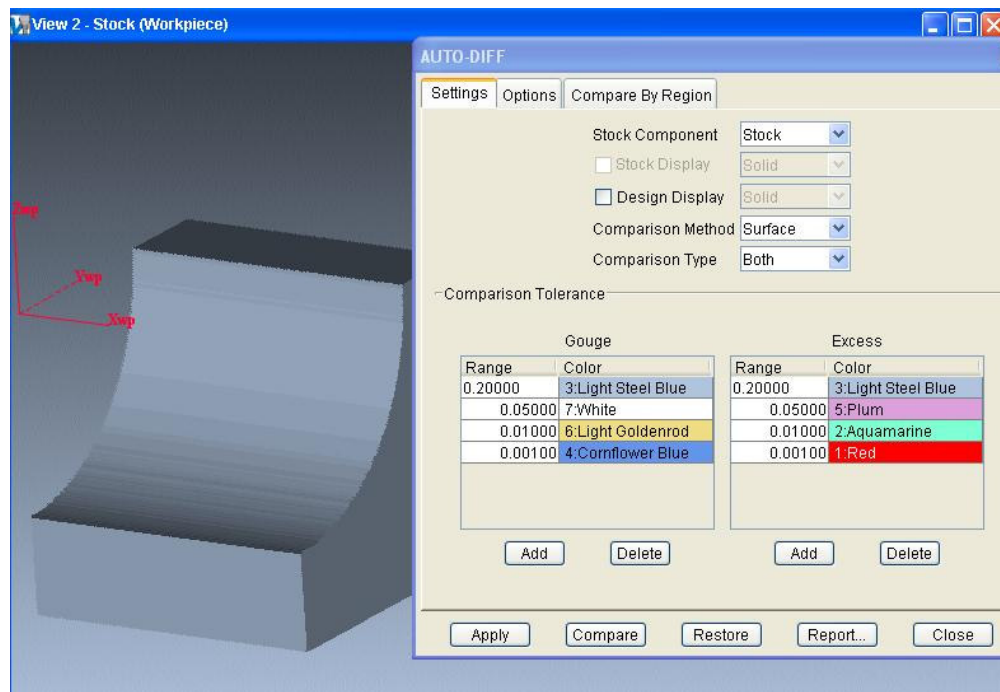 View 2 - Stock (Workpiece)
AUTO-DIFF
Settings Options Compare By Region
Stock Component Stock
Stock Display Solid
Design Display Solid
Comparison Method Surface
Comparison Type Both
Zwp
Ywp
Xwp
Comparison Tolerance
Gouge Excess
Range Color Range Color
0.20000 3:Light Steel Blue 0.20000 3:Light Steel Blue
0.05000 7:White 0.05000 5:Plum
0.01000 6:Light Goldenrod 0.01000 2:Aquamarine
0.00100 4:Cornflower Blue 0.00100 1:Red
Add Delete Add Delete
Apply Compare Restore Report... Close